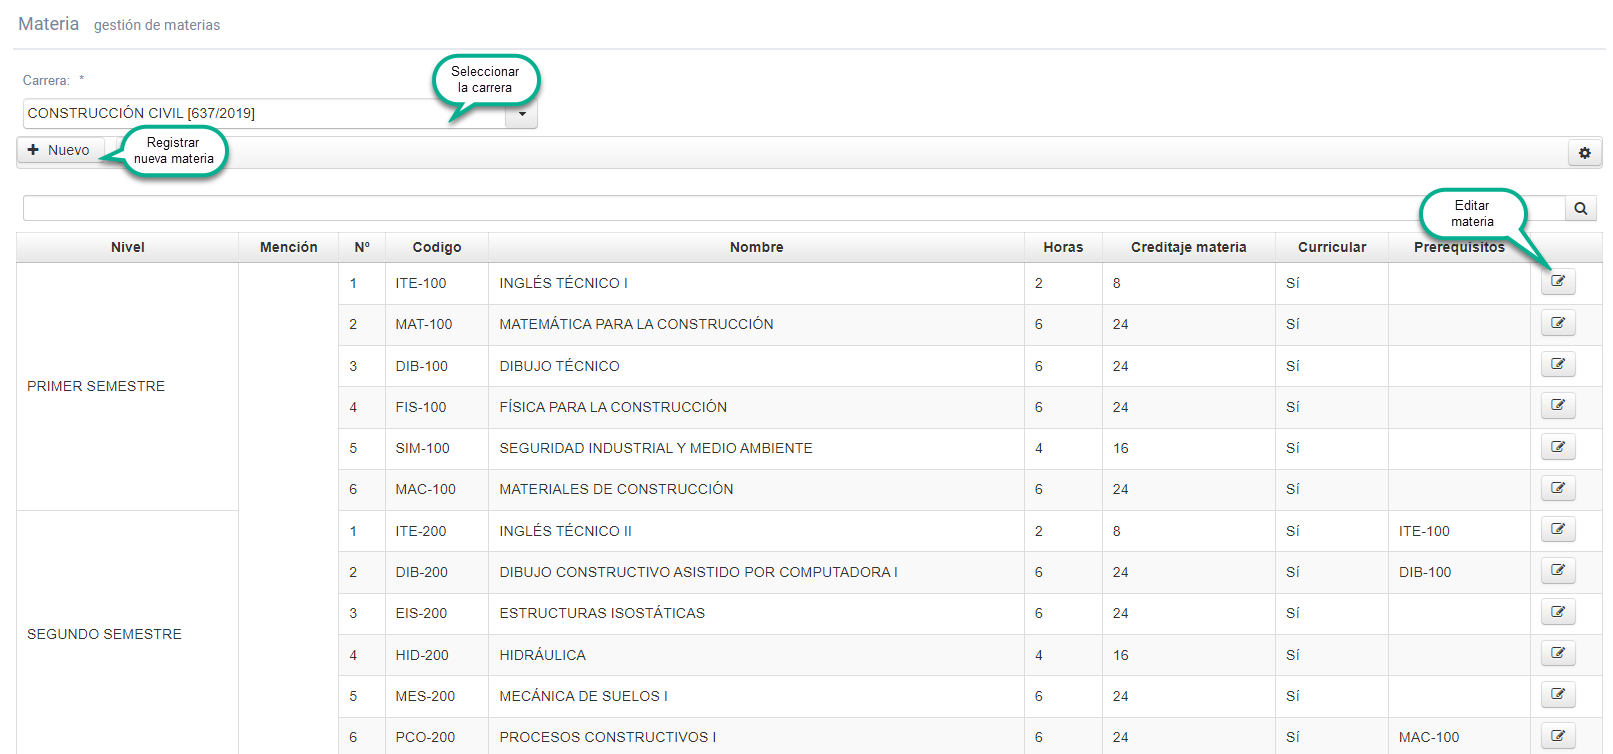 Materia gestión de materias
Carrera: *
Seleccionar
la carrera
CONSTRUCCIÓN CIVIL [637/2019]
Nuevo
Registrar
nueva materia
Editar
materia
Nivel Mención Nº Codigo Nombre Horas Creditaje materia Curricular Prerequisitos
PRIMER SEMESTRE
1 ITE-100 INGLÉS TÉCNICO I 2 8 Sí
2 MAT-100 MATEMÁTICA PARA LA CONSTRUCCIÓN 6 24 Sí
3 DIB-100 DIBUJO TÉCNICO 6 24 Sí
4 FIS-100 FÍSICA PARA LA CONSTRUCCIÓN 6 24 Sí
5 SIM-100 SEGURIDAD INDUSTRIAL Y MEDIO AMBIENTE 4 16 Sí
6 MAC-100 MATERIALES DE CONSTRUCCIÓN 6 24 Sí
SEGUNDO SEMESTRE
1 ITE-200 INGLÉS TÉCNICO II 2 8 Sí ITE-100
2 DIB-200 DIBUJO CONSTRUCTIVO ASISTIDO POR COMPUTADORA I 6 24 Sí DIB-100
3 EIS-200 ESTRUCTURAS ISOSTÁTICAS 6 24 Sí
4 HID-200 HIDRÁULICA 4 16 Sí
5 MES-200 MECÁNICA DE SUELOS I 6 24 Sí
6 PCO-200 PROCESOS CONSTRUCTIVOS I 6 24 Sí MAC-100